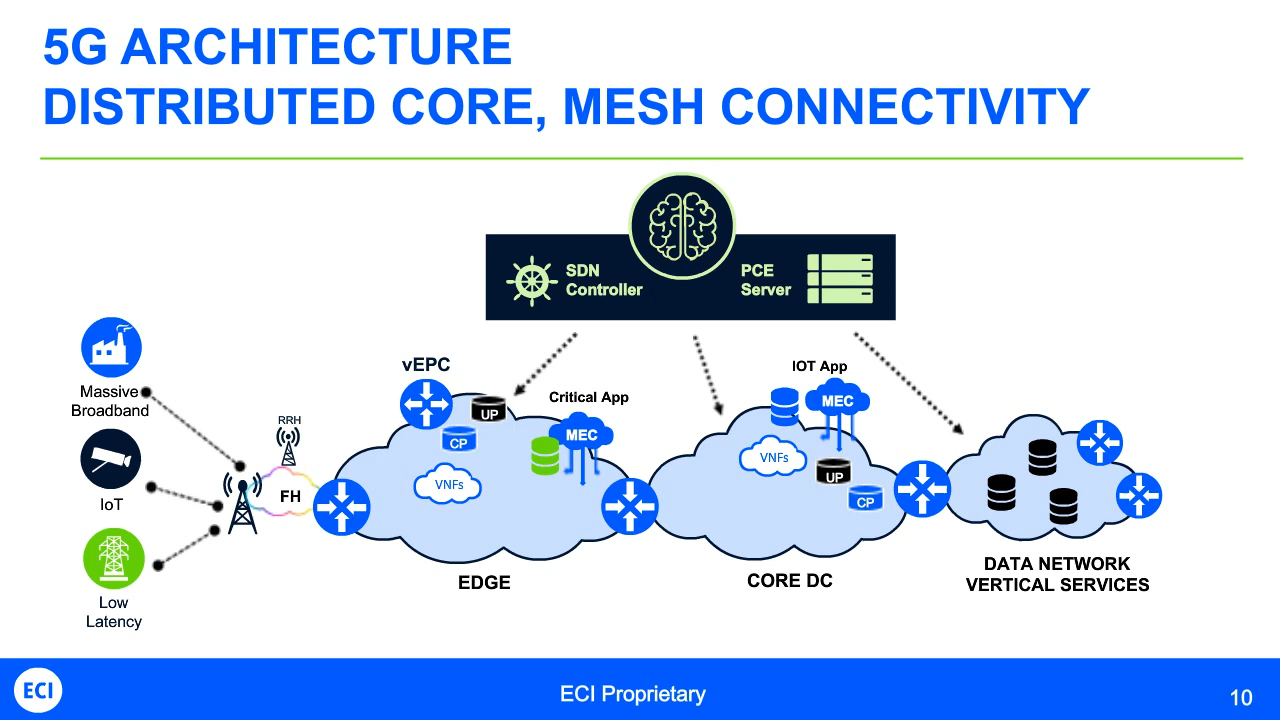 5G ARCHITECTURE
DISTRIBUTED CORE, MESH CONNECTIVITY
SDN
Controller
PCE
Server
Massive
Broadband
IoT
Low
Latency
RRH
FH
vEPC
UP
CP
VNFs
Critical App
MEC
EDGE
IOT App
MEC
VNFs
UP
CP
CORE DC
DATA NETWORK
VERTICAL SERVICES
ECI
ECI Proprietary
10